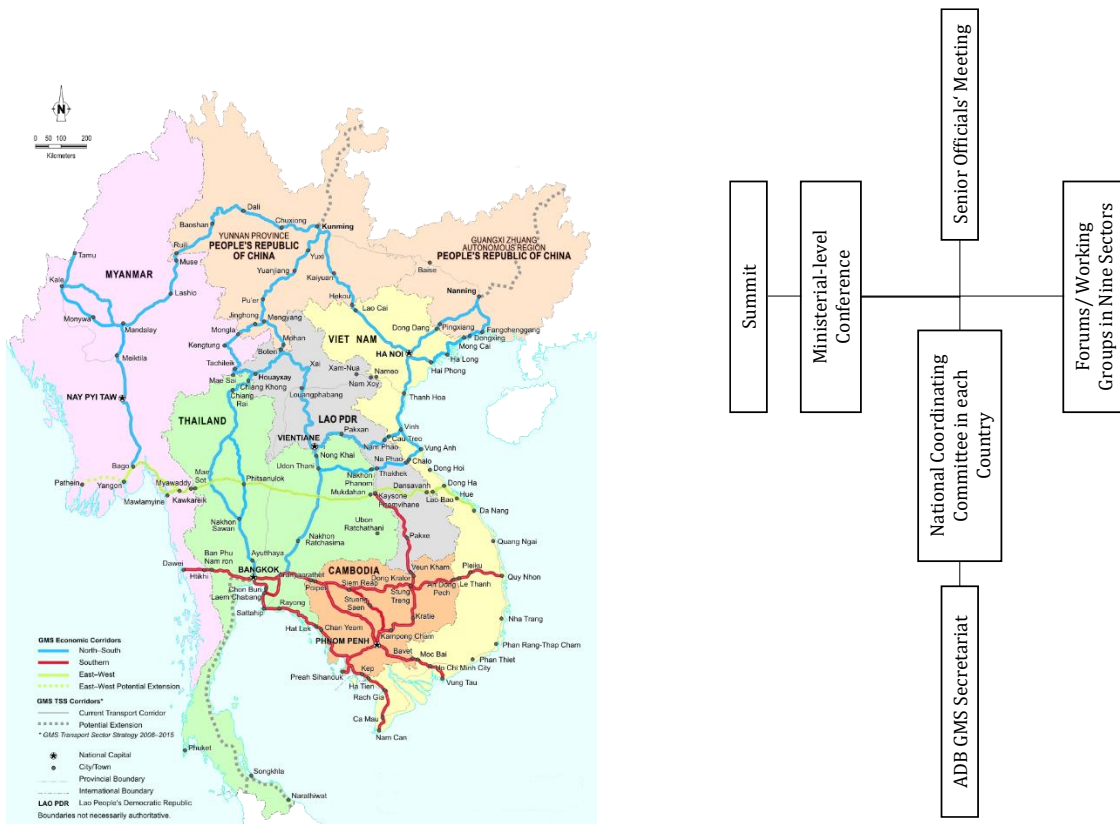 N
0 50 100 200
Kilometers
MYANMAR
YUNNAN PROVINCE
PEOPLE'S REPUBLIC
OF CHINA
GUANGXI ZHUANG
AUTONOMOUS REGION
PEOPLE'S REPUBLIC OF CHINA
Dali
Baoshan
Chuxiong
Kunming
Tamu
Ruili
Muse
Kale
Lashio
Monywa
Mandalay
Meiktila
NAY PYI TAW
Yuxi
Yuanjiang
Kaiyuan
Baise
Nanning
Pu'er
Hekou
Lao Cai
Jinghong
Mengyang
Mongla
Mohan
Kengtung
Boten
VIET NAM
Dong Dang
Pingxiang
Fangchenggang
Dongxing
Mong Cai
HA NOI
Ha Long
Hai Phong
Tachileik
Mae Sai
Houayxay
Chiang Khong
Chiang
Rai
Xai
Xam-Nua
Nameo
Nam Xoy
Louangphabang
Thanh Hoa
THAILAND
LAO PDR
Pakxan
VIENTIANE
Vinh
Cau Treo
Nam Phao
Vung Anh
Nong Khai
Na Phao
Chalo
Udon Thani
Thakhek
Dong Hoi
Bago
Pathein
Yangon
Myawaddy
Mae
Sot
Mawlamyine
Kawkareik
Phitsanulok
Nakhon
Phanom
Mukdahan
Dansavanh
Dong Ha
Kaysone
Phomvihane
Lao Bao
Hue
Da Nang
Nakhon
Sawan
Ubon
Ratchathani
Nakhon
Ratchasima
Pakxe
Quang Ngai
Dawei
Ban Phu
Nam ron
Htikhi
Ayutthaya
BANGKOK
CAMBODIA
Veun Kham
Pleiku
Aranyaprathet
Poipet
Siem Reap
Dong Kralor
Le Thanh
Quy Nhon
Chon Buri
Laem Chabang
Stueng
Saen
Stung
Treng
O Yadav
Pech
Sattahip
Rayong
Kratie
Hat Lek
Cham Yeam
Nha Trang
PHNOM PENH
Kampong Cham
Bavet
Moc Bai
Phan Rang-Thap Cham
Phan Thiet
Ho Chi Minh City
Vung Tau
Preah Sihanouk
Kep
Ha Tien
Rach Gia
Ca Mau
Nam Can
Phuket
Songkhla
Narathiwat
GMS Economic Corridors
North–South
Southern
East–West
East–West Potential Extension
GMS TSS Corridors*
Current Transport Corridor
Potential Extension
* GMS Transport Sector Strategy 2006–2015
National Capital
City/Town
Provincial Boundary
International Boundary
LAO PDR Lao People's Democratic Republic
Boundaries not necessarily authoritative.
Summit
Ministerial-level
Conference
Senior Officials' Meeting
National Coordinating
Committee in each
Country
Forums/ Working
Groups in Nine Sectors
ADB GMS Secretariat